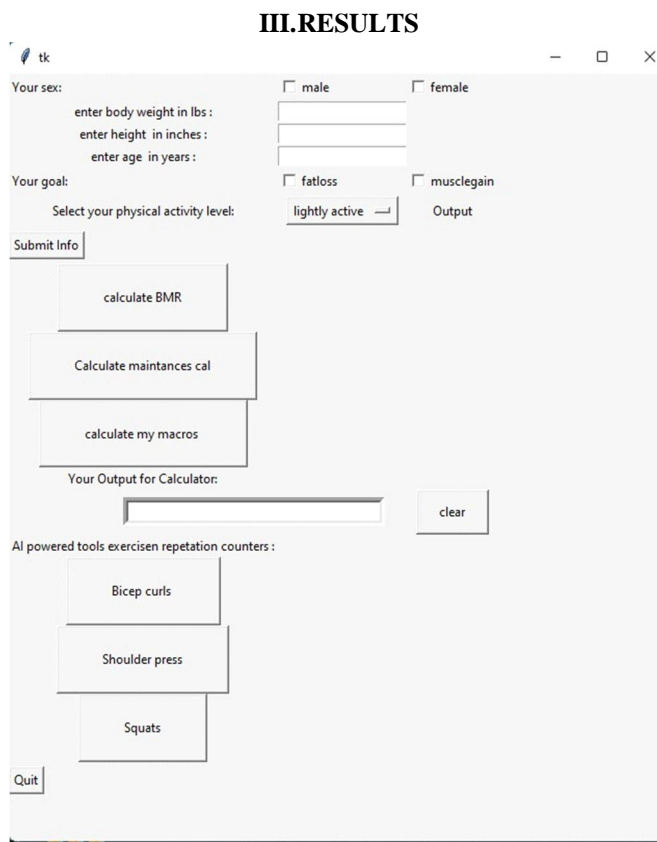 III.RESULTS
tk
Your sex: male female
enter body weight in lbs :
enter height in inches :
enter age in years :
Your goal: fatloss musclegain
Select your physical activity level: lightly active Output
Submit Info
calculate BMR
Calculate maintances cal
calculate my macros
Your Output for Calculator:
clear
AI powered tools exercisen repetation counters :
Bicep curls
Shoulder press
Squats
Quit